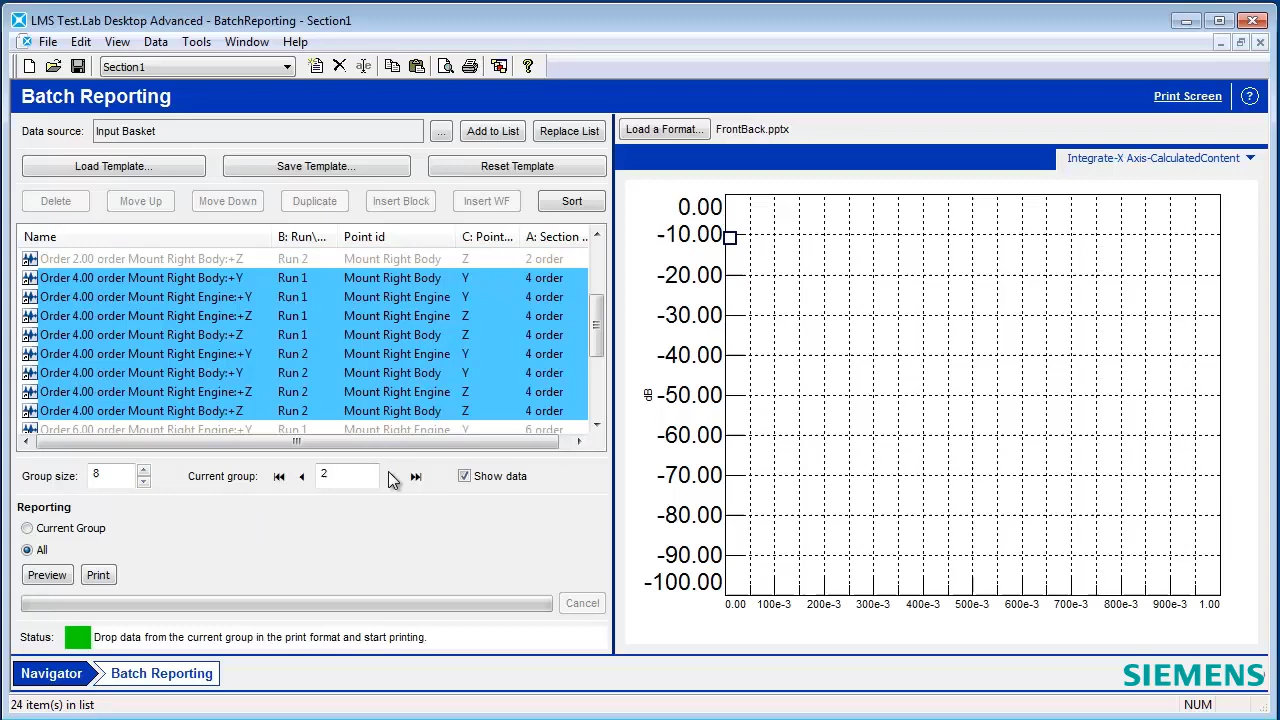 LMS Test.Lab Desktop Advanced - BatchReporting - Section1
File Edit View Data Tools Window Help
Section1
Batch Reporting
Print Screen
Data source: Input Basket ... Add to List Replace List
Load a Format... FrontBack.pptx
Load Template... Save Template... Reset Template
Integrate-X Axis-CalculatedContent
Delete Move Up Move Down Duplicate Insert Block Insert WF Sort
Name B: Run\... Point id C: Point... A: Section ..
Order 2.00 order Mount Right Body:+Z Run 2 Mount Right Body Z 2 order
Order 4.00 order Mount Right Body:+Y Run 1 Mount Right Body Y 4 order
Order 4.00 order Mount Right Engine:+Y Run 1 Mount Right Engine Y 4 order
Order 4.00 order Mount Right Engine:+Z Run 1 Mount Right Engine Z 4 order
Order 4.00 order Mount Right Body:+Z Run 1 Mount Right Body Z 4 order
Order 4.00 order Mount Right Engine:+Y Run 2 Mount Right Engine Y 4 order
Order 4.00 order Mount Right Body:+Y Run 2 Mount Right Body Y 4 order
Order 4.00 order Mount Right Engine:+Z Run 2 Mount Right Engine Z 4 order
Order 4.00 order Mount Right Body:+Z Run 2 Mount Right Body Z 4 order
Order 6.00 order Mount Right Engine:+Y Run 1 Mount Right Engine Y 6 order
Group size: 8 Current group: 2 Show data
Reporting
Current Group
All
Preview Print
Cancel
Status: Drop data from the current group in the print format and start printing.
0.00
-10.00
-20.00
-30.00
-40.00
-50.00
-60.00
-70.00
-80.00
-90.00
-100.00
dB
0.00 100e-3 200e-3 300e-3 400e-3 500e-3 600e-3 700e-3 800e-3 900e-3 1.00
Navigator Batch Reporting
SIEMENS
24 item(s) in list NUM